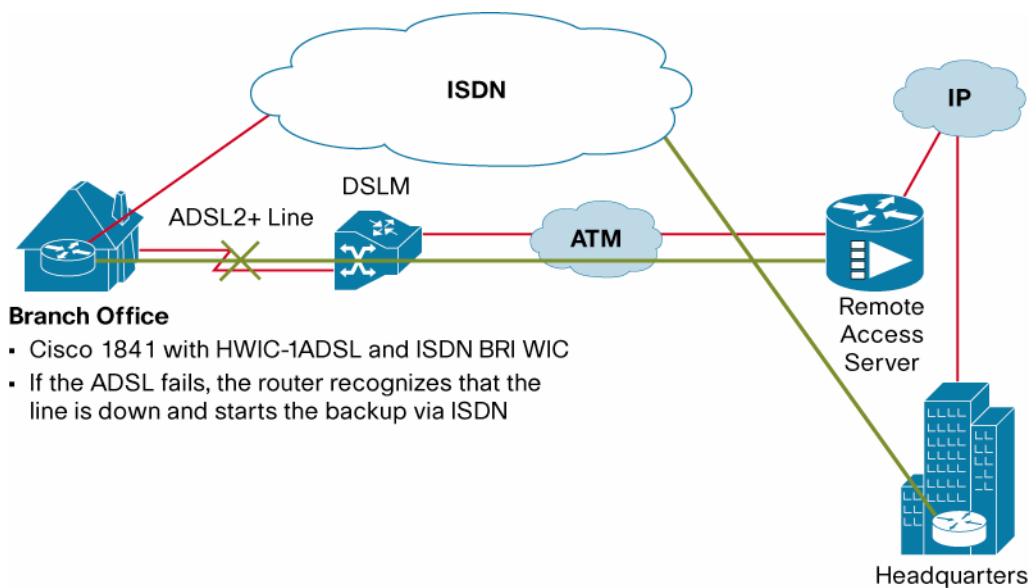 ISDN
IP
DSLM
ADSL2+ Line
ATM
Remote
Access
Server
Branch Office
▪ Cisco 1841 with HWIC-1ADSL and ISDN BRI WIC
▪ If the ADSL fails, the router recognizes that the
line is down and starts the backup via ISDN
Headquarters